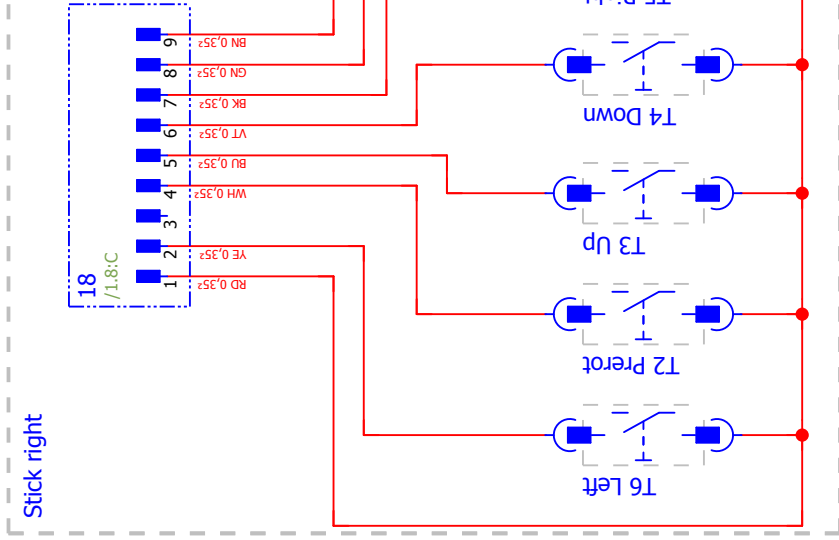 T5 Right
9 BN 0,35²
8 GN 0,35²
7 BK 0,35²
6 VT 0,35²
5 BU 0,35²
4 WH 0,35²
3
2 YE 0,35²
1 RD 0,35²
18
/1.8:C
T4 Down
T3 Up
T2 Prerot
T6 Left
Stick right